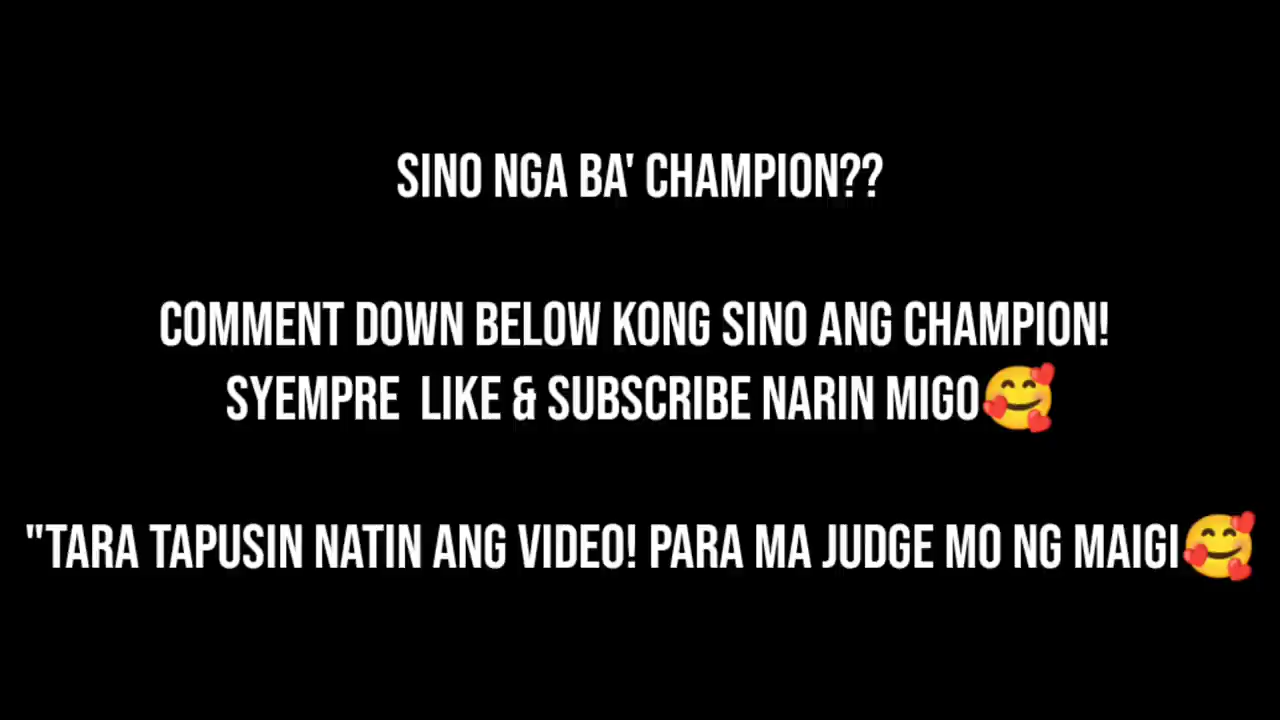 SINO NGA BA' CHAMPION??
COMMENT DOWN BELOW KONG SINO ANG CHAMPION!
SYEMPRE  LIKE & SUBSCRIBE NARIN MIGO🥰
"TARA TAPUSIN NATIN ANG VIDEO! PARA MA JUDGE MO NG MAIGI🥰